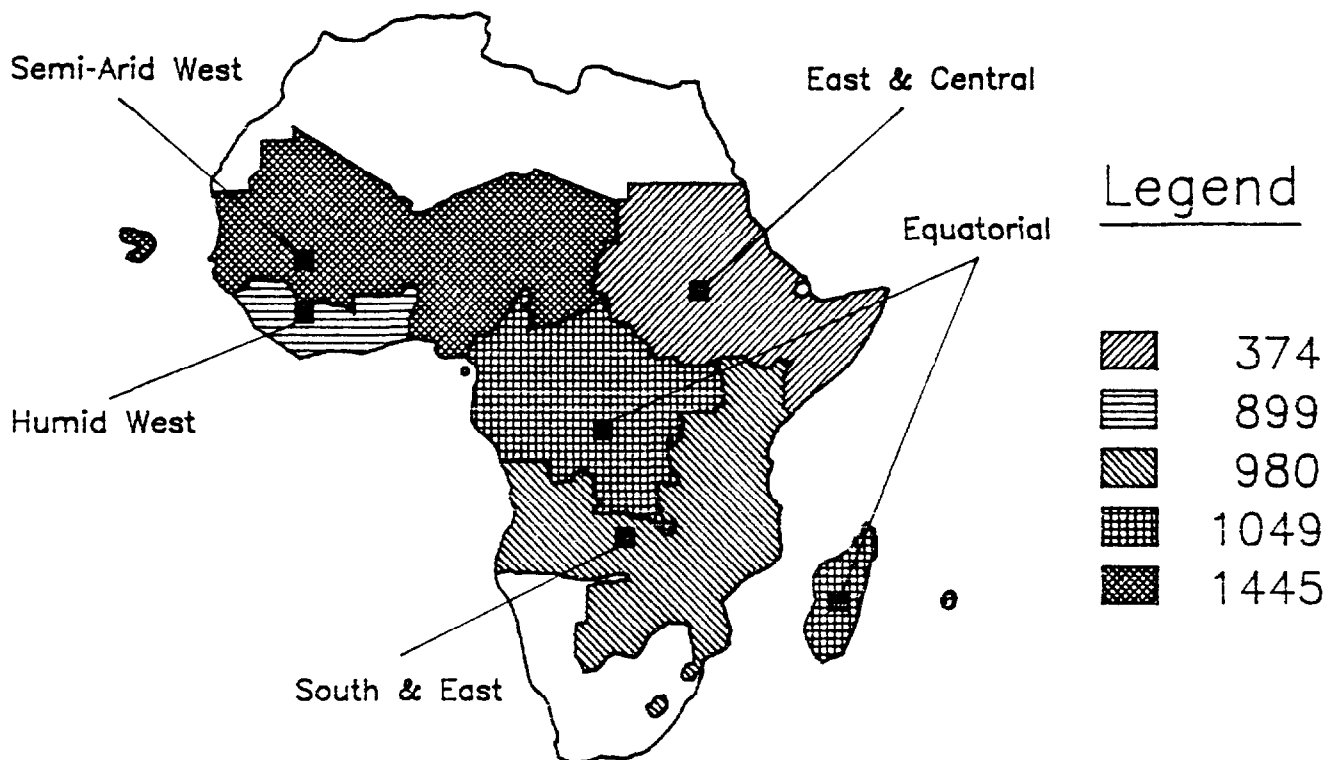 Semi-Arid West
East & Central
Equatorial
Humid West
South & East
Legend
374
899
980
1049
1445